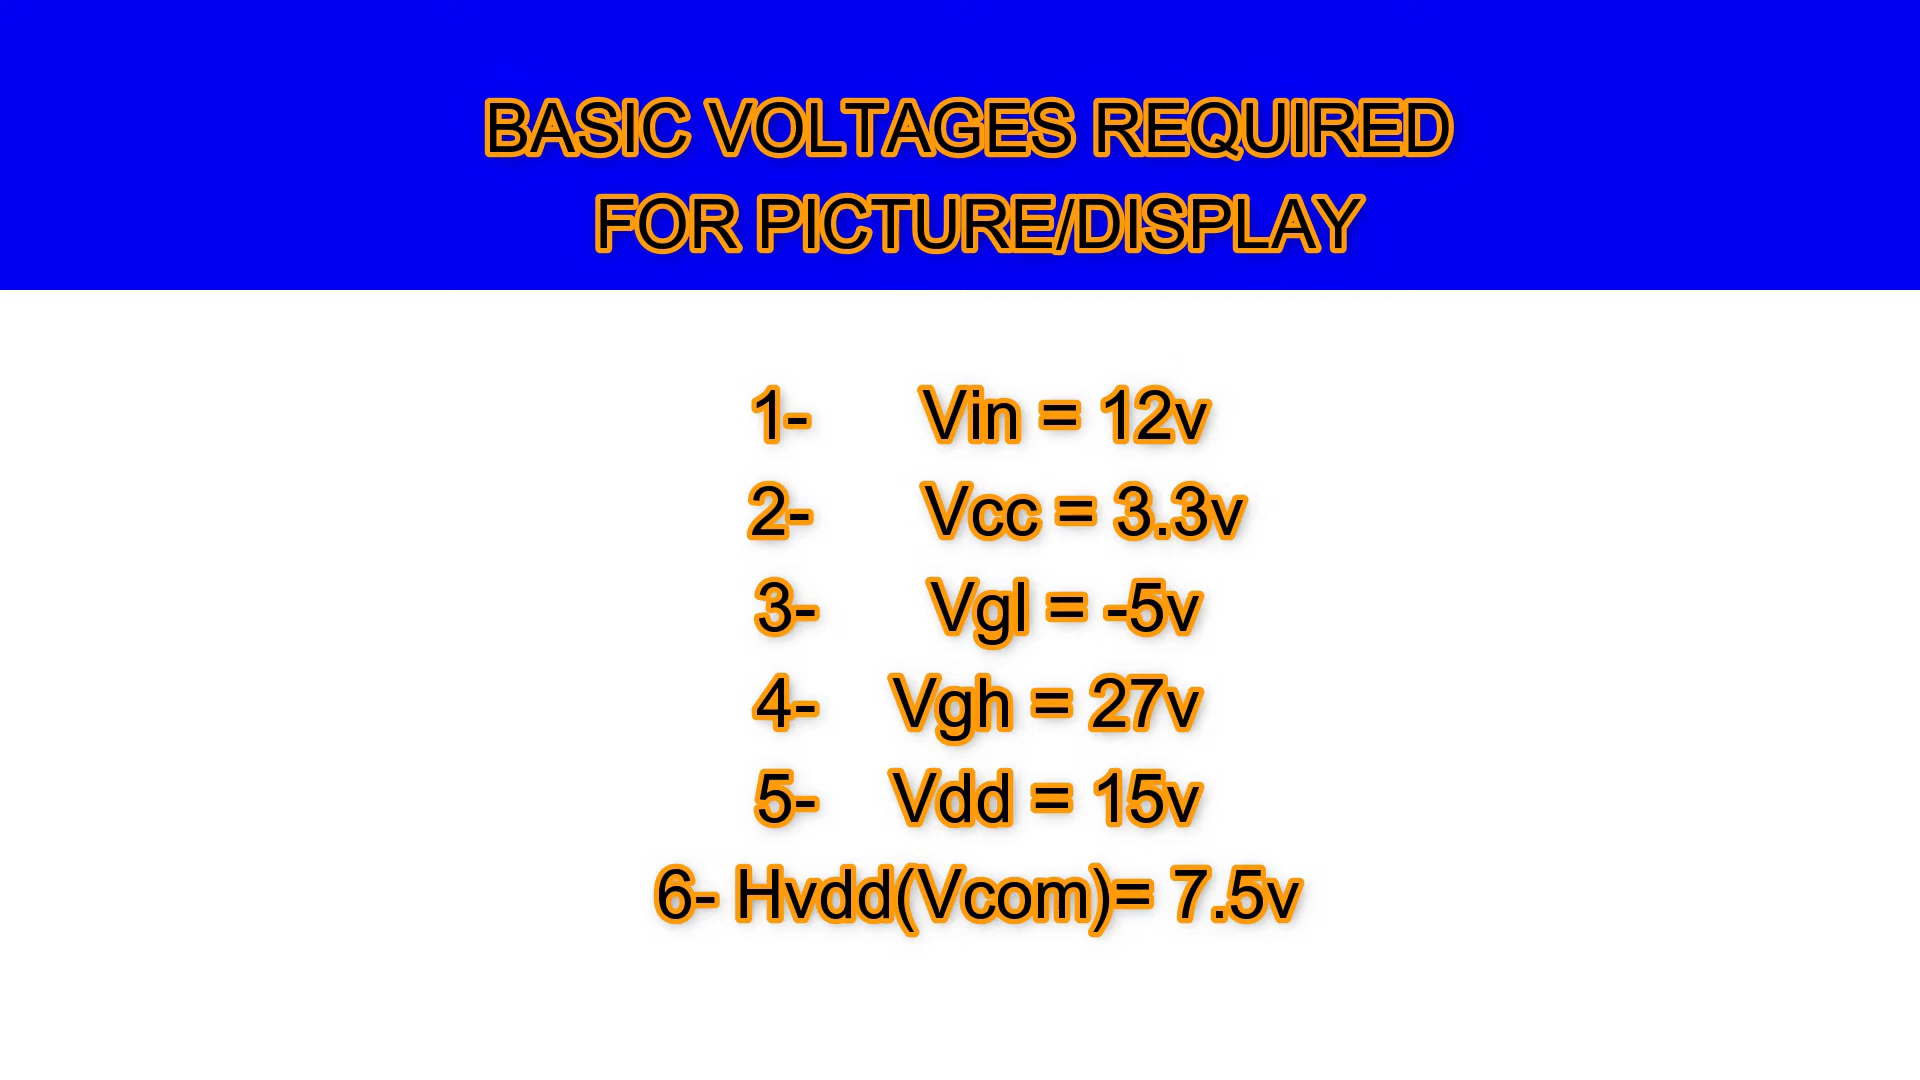 BASIC VOLTAGES REQUIRED
FOR PICTURE/DISPLAY
1- Vin = 12v
2- Vcc = 3.3v
3- Vgl = -5v
4- Vgh = 27v
5- Vdd = 15v
6- Hvdd(Vcom)= 7.5v